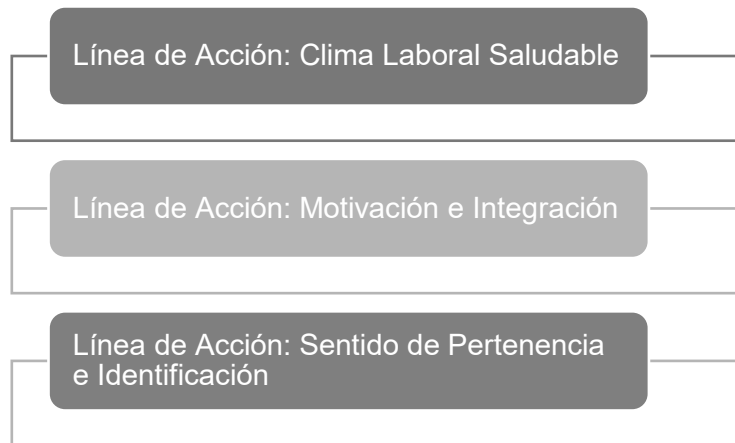 Línea de Acción: Clima Laboral Saludable
Línea de Acción: Motivación e Integración
Línea de Acción: Sentido de Pertenencia
e Identificación